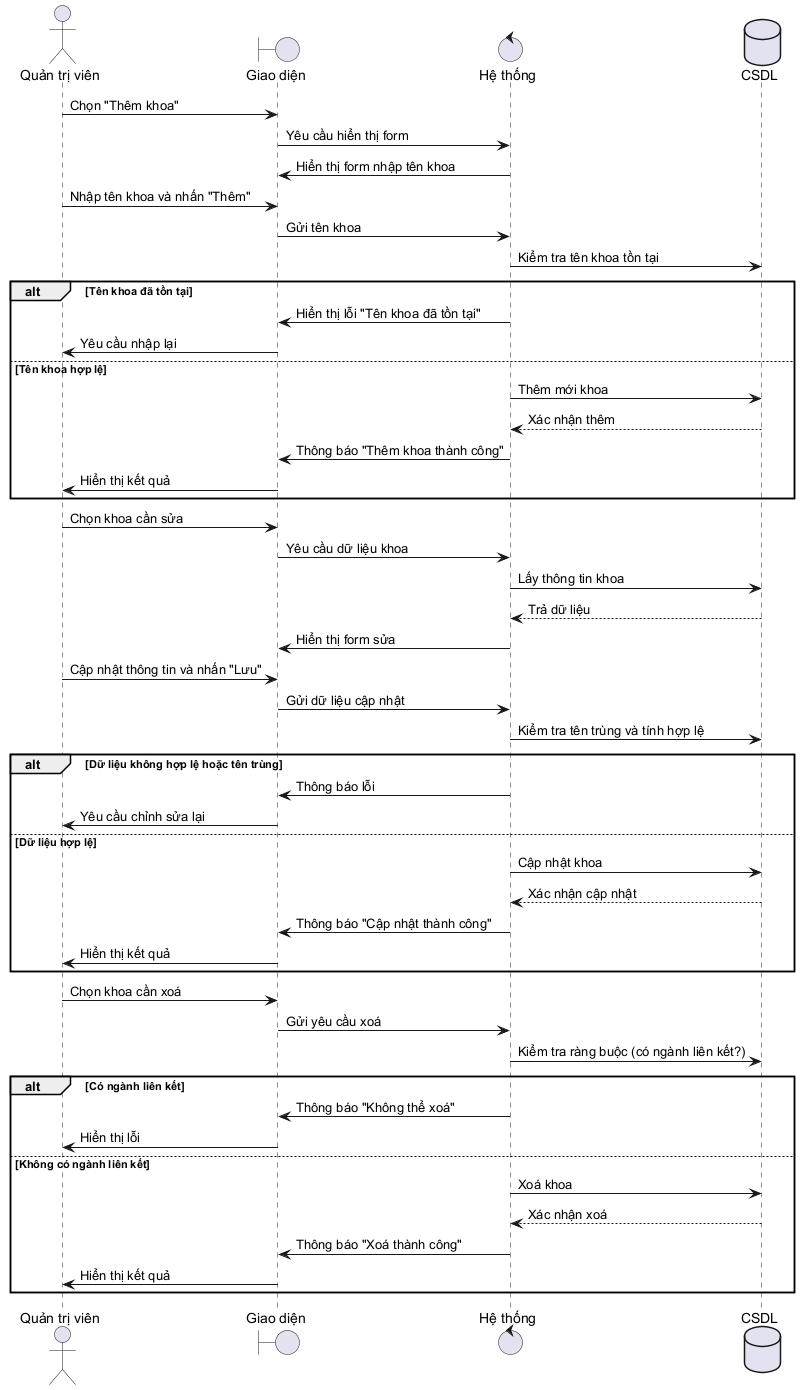 Quản trị viên
Giao diện
Hệ thống
CSDL
Chọn "Thêm khoa"
Yêu cầu hiển thị form
Hiển thị form nhập tên khoa
Nhập tên khoa và nhấn "Thêm"
Gửi tên khoa
Kiểm tra tên khoa tồn tại
alt
[Tên khoa đã tồn tại]
Hiển thị lỗi "Tên khoa đã tồn tại"
Yêu cầu nhập lại
[Tên khoa hợp lệ]
Thêm mới khoa
Xác nhận thêm
Thông báo "Thêm khoa thành công"
Hiển thị kết quả
Chọn khoa cần sửa
Yêu cầu dữ liệu khoa
Lấy thông tin khoa
Trả dữ liệu
Hiển thị form sửa
Cập nhật thông tin và nhấn "Lưu"
Gửi dữ liệu cập nhật
Kiểm tra tên trùng và tính hợp lệ
alt
[Dữ liệu không hợp lệ hoặc tên trùng]
Thông báo lỗi
Yêu cầu chỉnh sửa lại
[Dữ liệu hợp lệ]
Cập nhật khoa
Xác nhận cập nhật
Thông báo "Cập nhật thành công"
Hiển thị kết quả
Chọn khoa cần xoá
Gửi yêu cầu xoá
Kiểm tra ràng buộc (có ngành liên kết?)
alt
[Có ngành liên kết]
Thông báo "Không thể xoá"
Hiển thị lỗi
[Không có ngành liên kết]
Xoá khoa
Xác nhận xoá
Thông báo "Xoá thành công"
Hiển thị kết quả
Quản trị viên
Giao diện
Hệ thống
CSDL